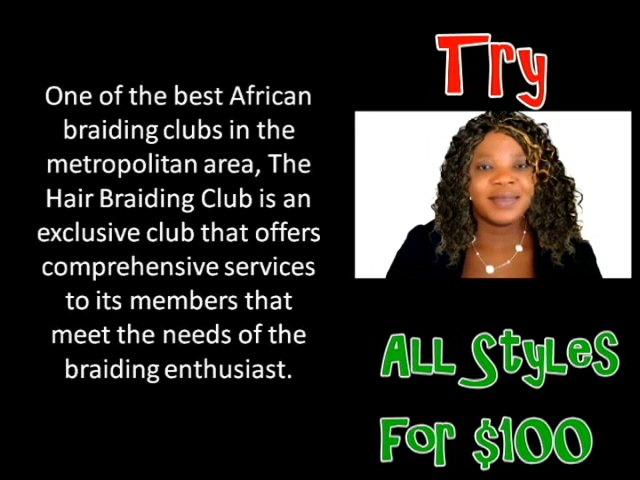 One of the best African
braiding clubs in the
metropolitan area, The
Hair Braiding Club is an
exclusive club that offers
comprehensive services
to its members that
meet the needs of the
braiding enthusiast.
Try
ALL StyLeS
For $100